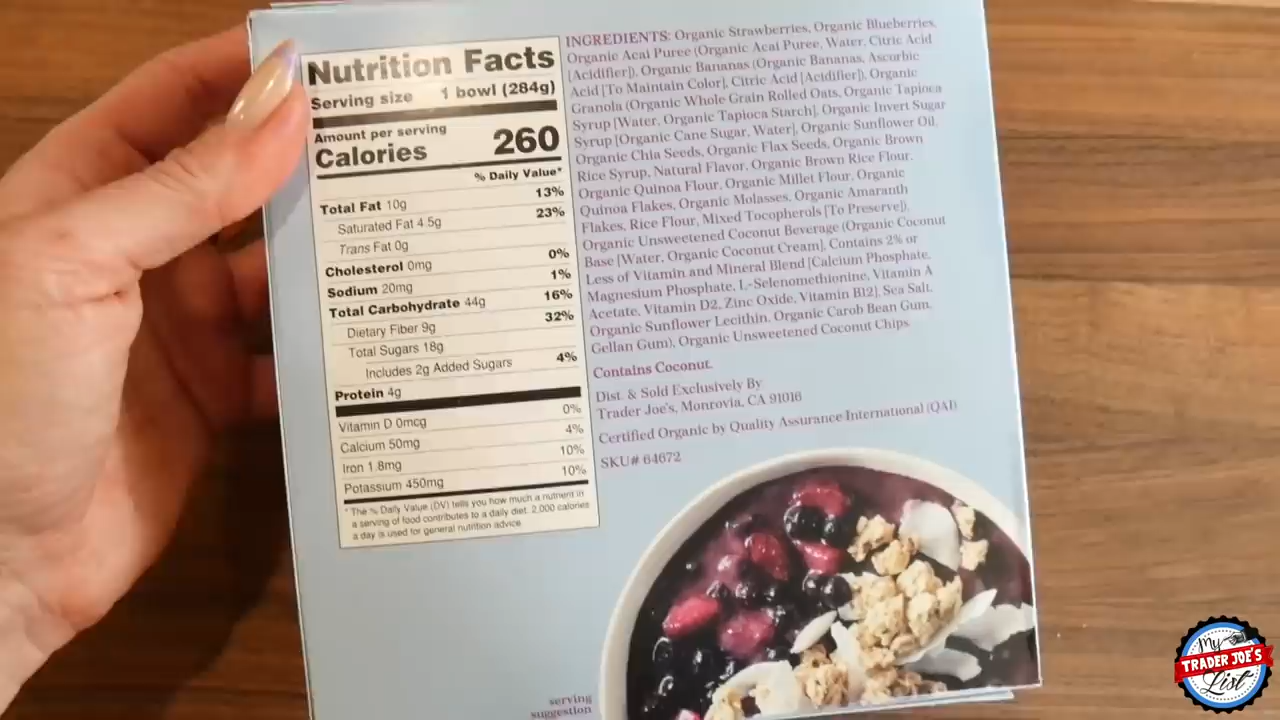 Nutrition Facts
Serving size 1 bowl (284g)
Amount per serving
Calories 260
% Daily Value*
Total Fat 10g 13%
Saturated Fat 4.5g 23%
Trans Fat 0g
Cholesterol 0mg 0%
Sodium 20mg 1%
Total Carbohydrate 44g 16%
Dietary Fiber 9g 32%
Total Sugars 18g
Includes 2g Added Sugars 4%
Protein 4g
Vitamin D 0mcg 0%
Calcium 50mg 4%
Iron 1.8mg 10%
Potassium 450mg 10%
* The % Daily Value (DV) tells you how much a nutrient in
a serving of food contributes to a daily diet. 2,000 calories
a day is used for general nutrition advice
INGREDIENTS: Organic Strawberries, Organic Blueberries,
Organic Acai Puree (Organic Acai Puree, Water, Citric Acid
[Acidifier]), Organic Bananas (Organic Bananas, Ascorbic
Acid [To Maintain Color], Citric Acid [Acidifier]), Organic
Granola (Organic Whole Grain Rolled Oats, Organic Tapioca
Syrup [Water, Organic Tapioca Starch], Organic Invert Sugar
Syrup [Organic Cane Sugar, Water], Organic Sunflower Oil,
Organic Chia Seeds, Organic Flax Seeds, Organic Brown
Rice Syrup, Natural Flavor, Organic Brown Rice Flour,
Organic Quinoa Flour, Organic Millet Flour, Organic
Quinoa Flakes, Organic Molasses, Organic Amaranth
Flakes, Rice Flour, Mixed Tocopherols [To Preserve]),
Organic Unsweetened Coconut Beverage (Organic Coconut
Base [Water, Organic Coconut Cream], Contains 2% or
Less of Vitamin and Mineral Blend [Calcium Phosphate,
Magnesium Phosphate, L-Selenomethionine, Vitamin A
Acetate, Vitamin D2, Zinc Oxide, Vitamin B12], Sea Salt,
Organic Sunflower Lecithin, Organic Carob Bean Gum,
Gellan Gum), Organic Unsweetened Coconut Chips
Contains Coconut.
Dist. & Sold Exclusively By
Trader Joe's, Monrovia, CA 91016
Certified Organic by Quality Assurance International (QAI)
SKU# 64672
serving
suggestion
My
TRADER JOE'S
List